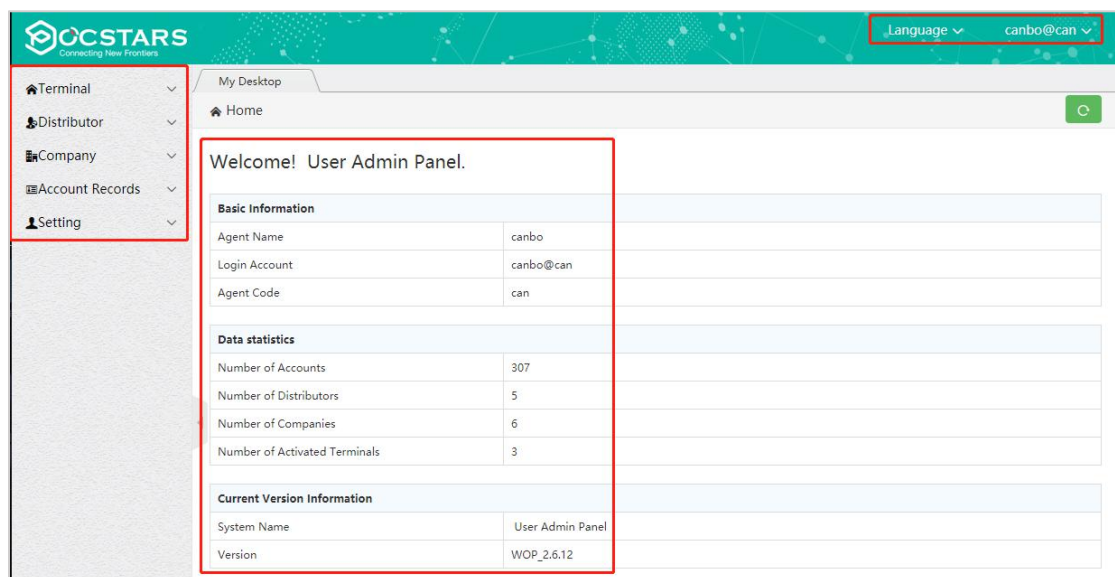 POCSTARS
Connecting New Frontiers
Language
canbo@can
Terminal
Distributor
Company
Account Records
Setting
My Desktop
Home
Welcome! User Admin Panel.
Basic Information
Agent Name canbo
Login Account canbo@can
Agent Code can
Data statistics
Number of Accounts 307
Number of Distributors 5
Number of Companies 6
Number of Activated Terminals 3
Current Version Information
System Name User Admin Panel
Version WOP_2.6.12